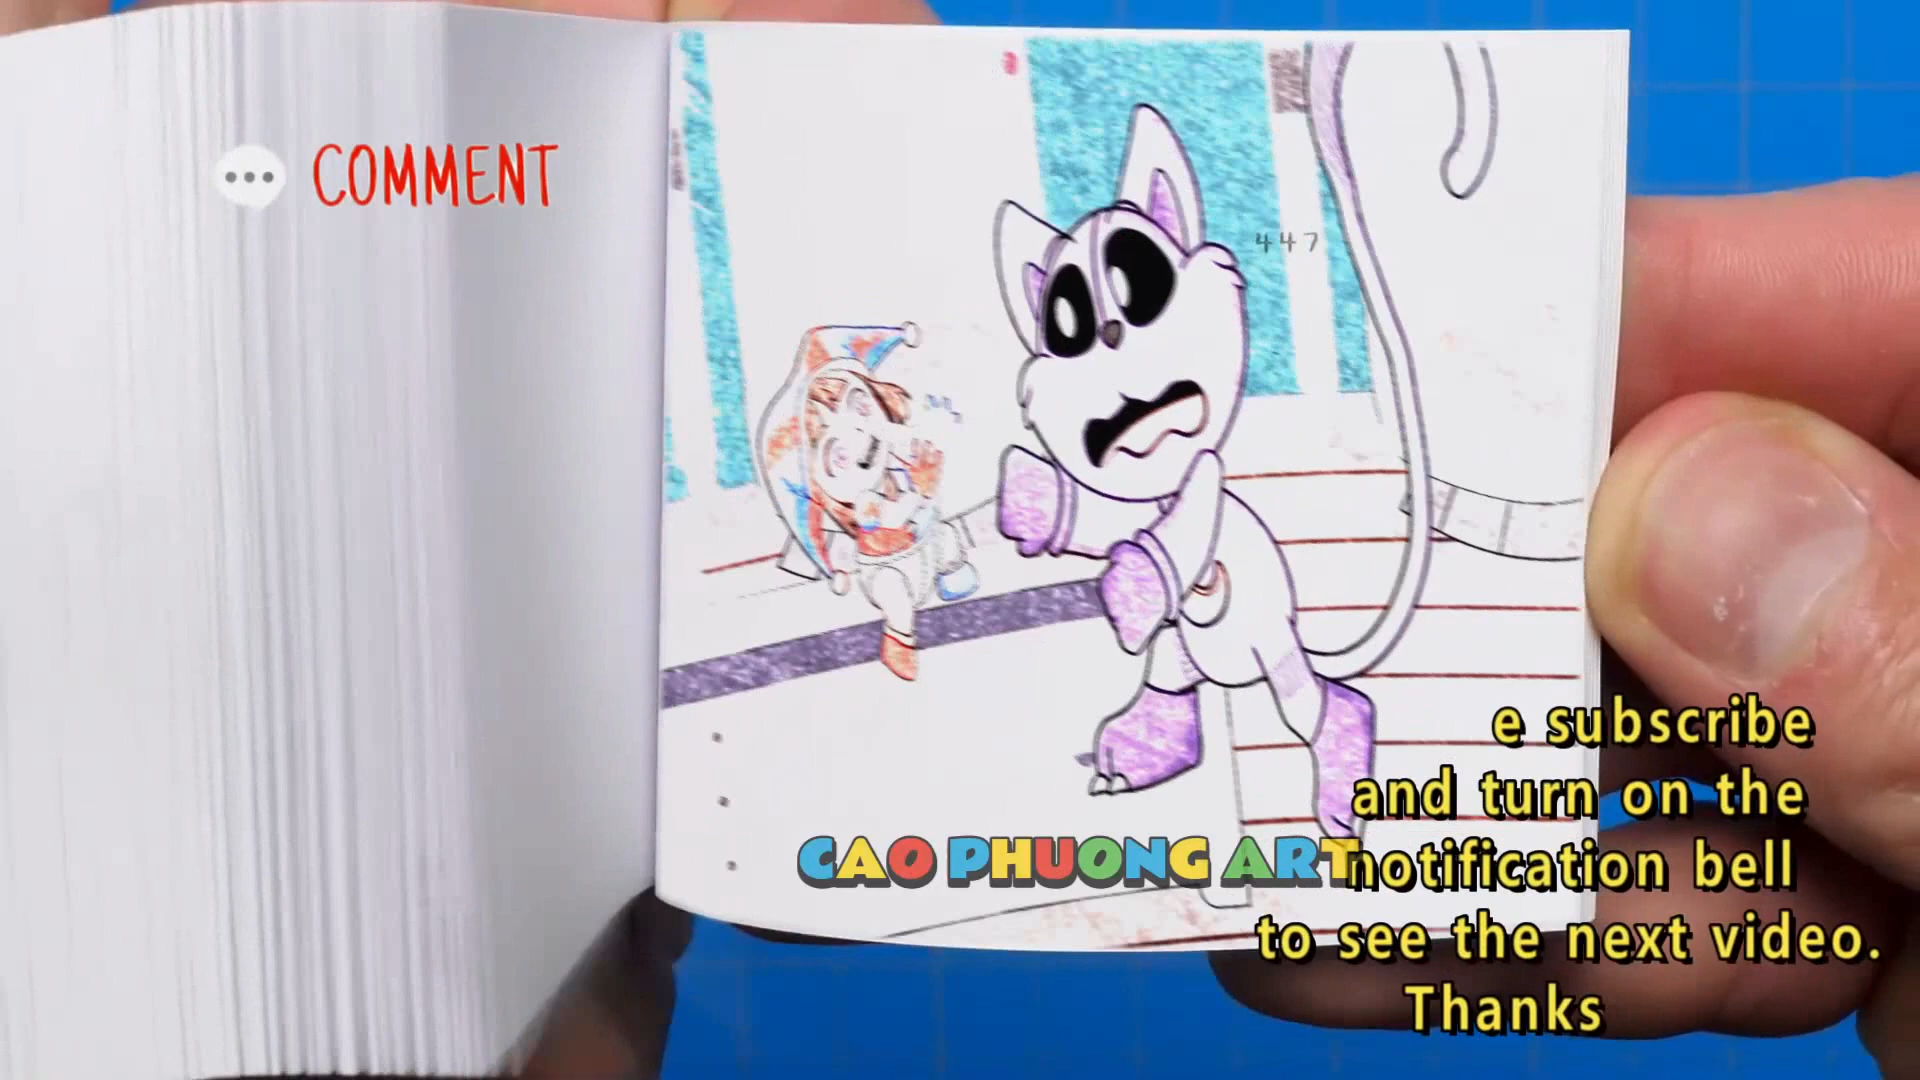 COMMENT
447
e subscribe
and turn on the
CAO PHUONG ART
notification bell
to see the next video.
Thanks